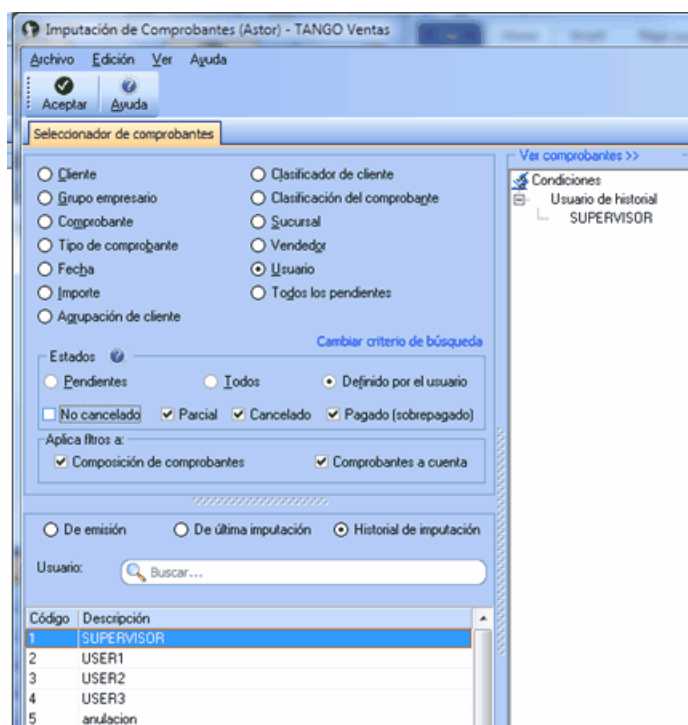 Imputación de Comprobantes (Astor) - TANGO Ventas
Archivo Edición Ver Ayuda
Aceptar Ayuda
Seleccionador de comprobantes
Ver comprobantes >>
Cliente Clasificador de cliente
Condiciones
Grupo empresario Clasificación del comprobante
Usuario de historial
Comprobante Sucursal
SUPERVISOR
Tipo de comprobante Vendedor
Fecha Usuario
Importe Todos los pendientes
Agrupación de cliente
Cambiar criterio de búsqueda
Estados
Pendientes Todos Definido por el usuario
No cancelado Parcial Cancelado Pagado (sobrepagado)
Aplica fltros a:
Composición de comprobantes Comprobantes a cuenta
De emisión De última imputación Historial de imputación
Usuario: Buscar...
Código Descripción
1 SUPERVISOR
2 USER1
3 USER2
4 USER3
5 anulacion